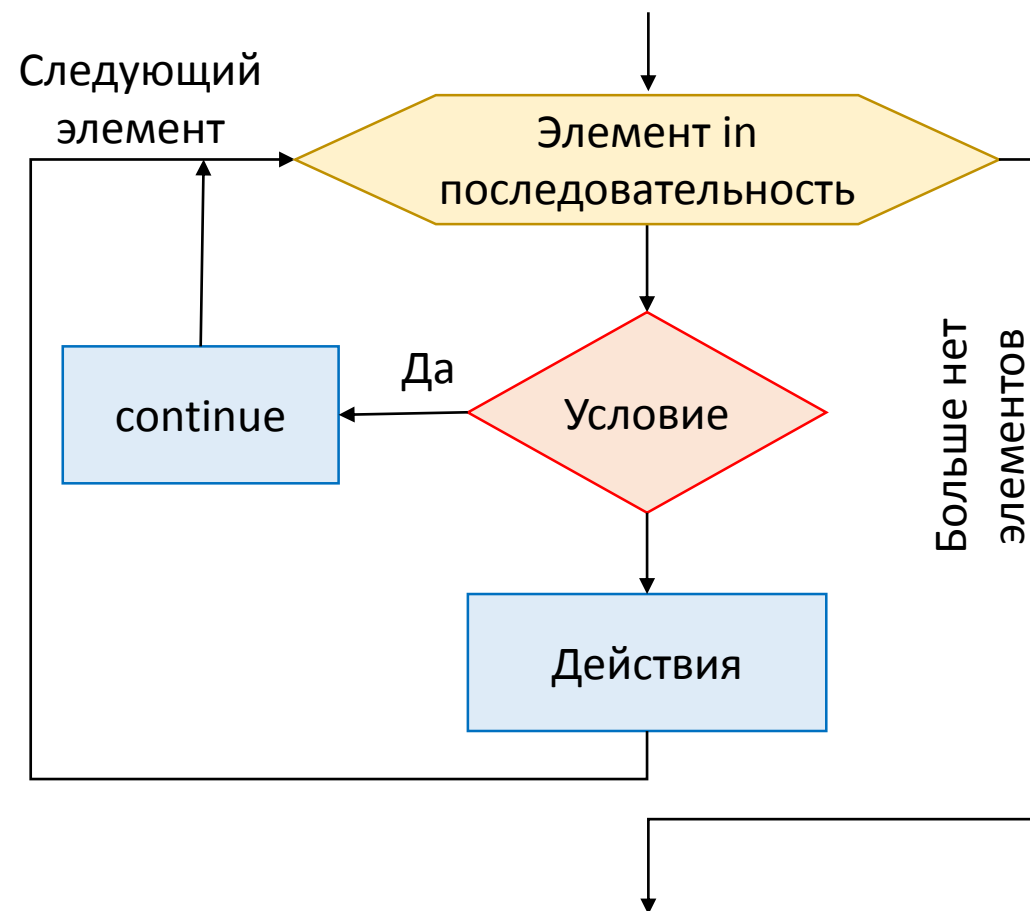 Следующий
элемент
Элемент in
последовательность
Да
continue
Условие
Больше нет
элементов
Действия